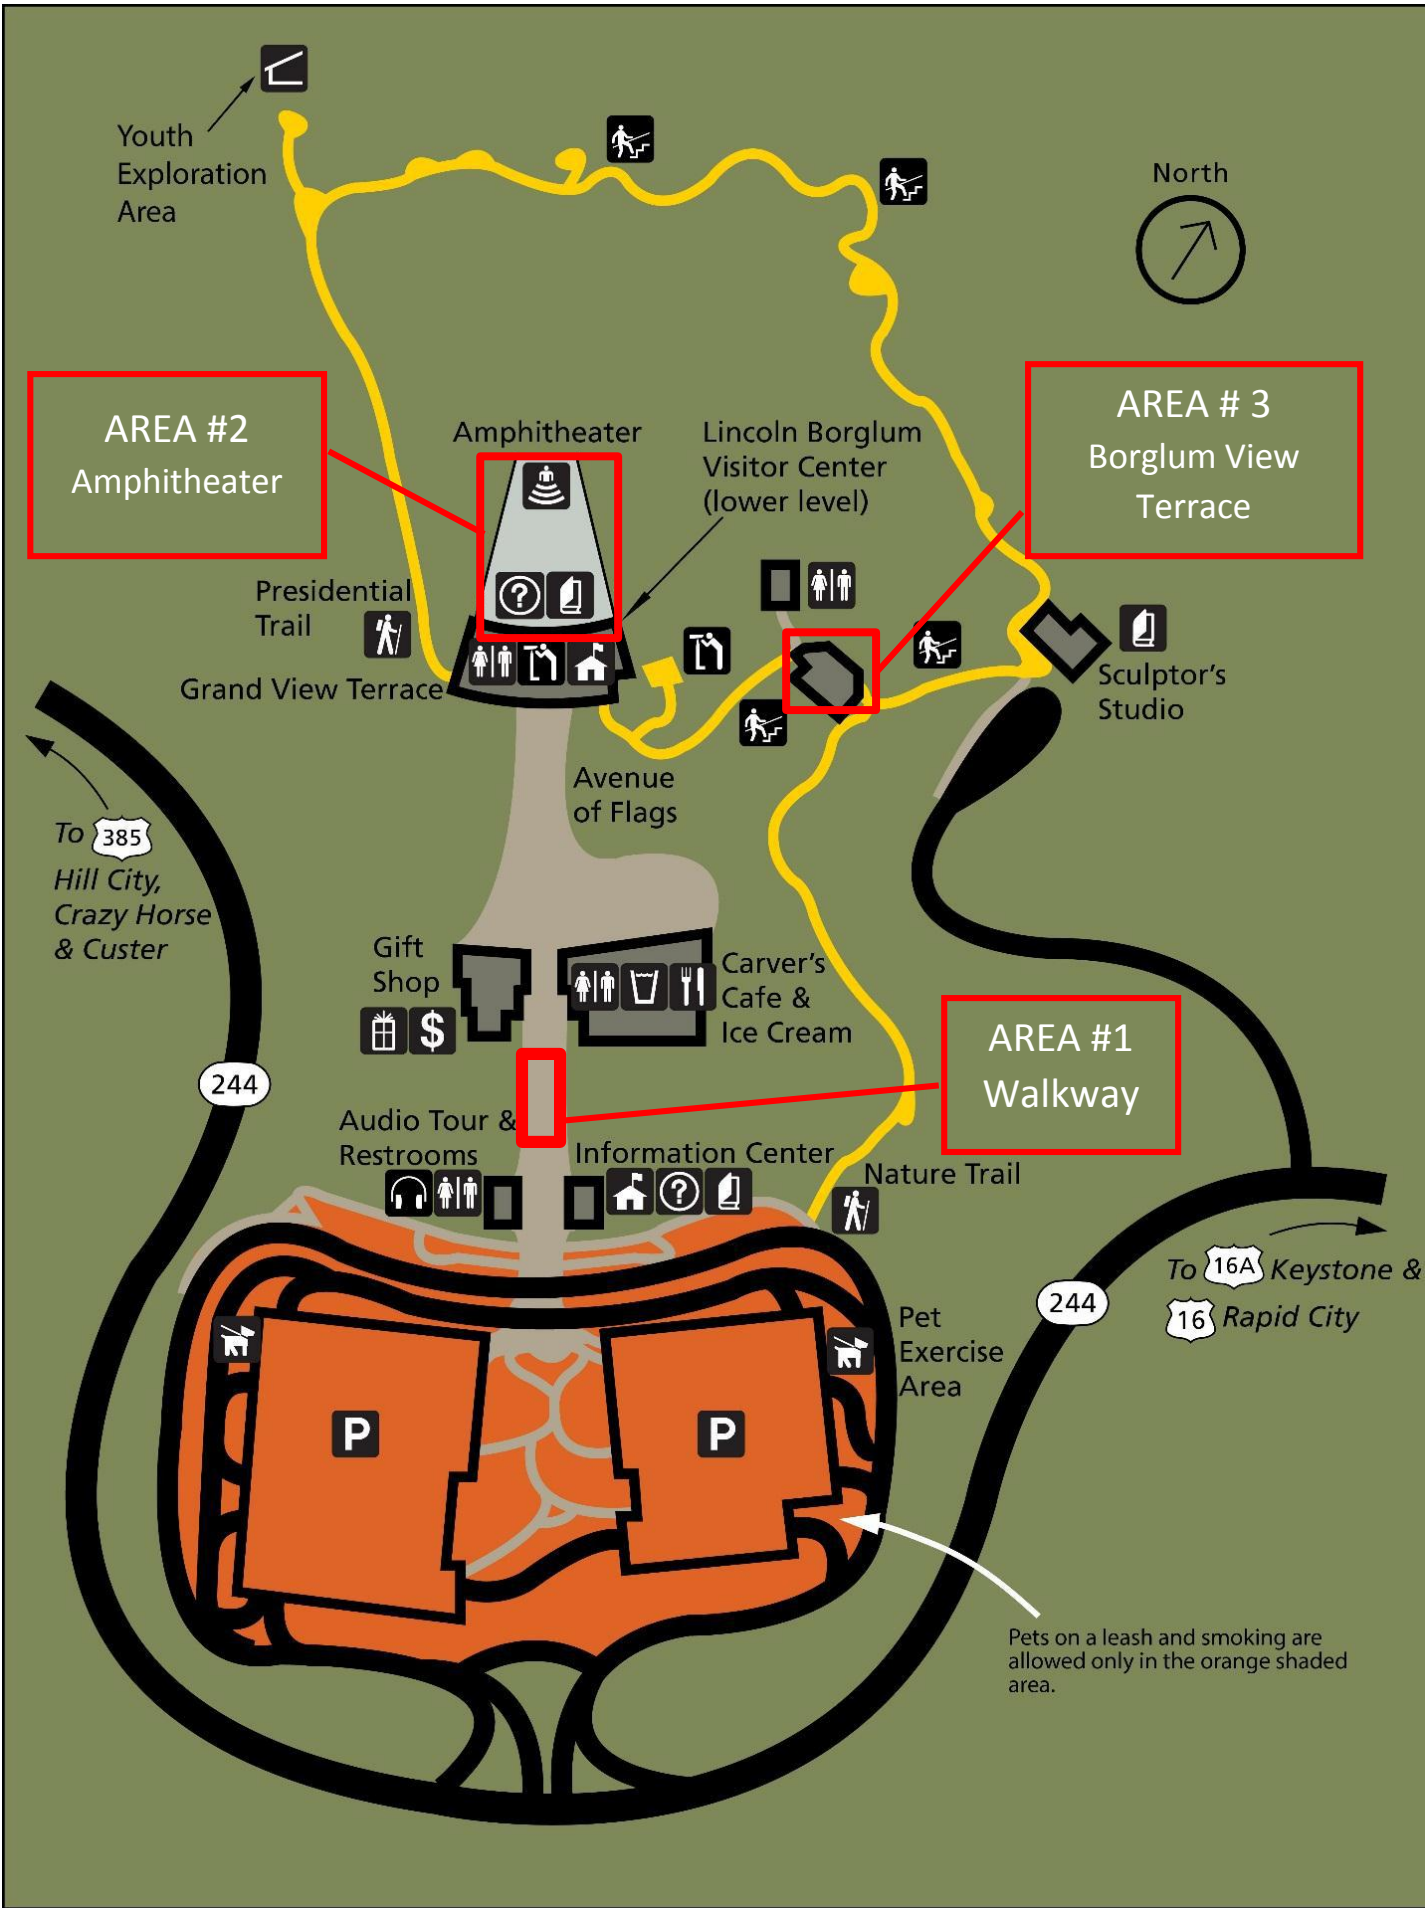 Youth
Exploration
Area
North
AREA #2
Amphitheater
Amphitheater
Lincoln Borglum
Visitor Center
(lower level)
AREA # 3
Borglum View
Terrace
Presidential
Trail
?
Grand View Terrace
Sculptor's
Studio
Avenue
of Flags
To 385
Hill City,
Crazy Horse
& Custer
Gift
Shop
$
Carver's
Cafe &
Ice Cream
AREA #1
Walkway
244
Audio Tour &
Restrooms
Information Center
?
Nature Trail
To 16A Keystone &
16 Rapid City
244
Pet
Exercise
Area
P
P
Pets on a leash and smoking are
allowed only in the orange shaded
area.